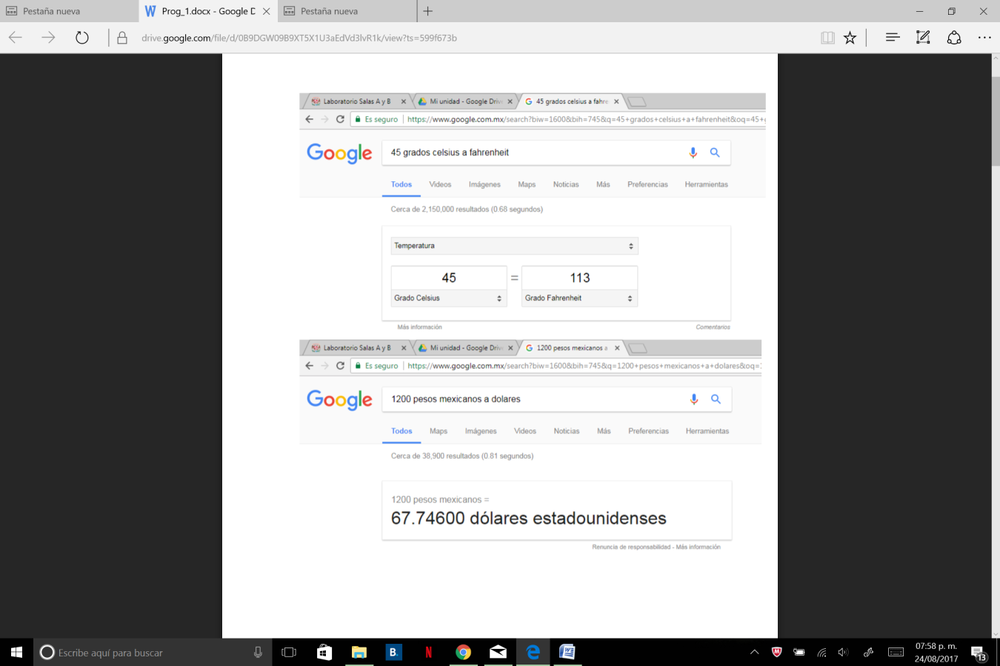 Pestaña nueva
Prog_1.docx - Google D
Pestaña nueva
drive.google.com/file/d/0B9DGW09B9XT5X1U3aEdVd3lvR1k/view?ts=599f673b
Laboratorio Salas A y B
Mi unidad - Google Drive
45 grados celsius a fahre
Es seguro
https://www.google.com.mx/search?biw=1600&bih=745&q=45+grados+celsius+a+fahrenheit&oq=45+g
Google
45 grados celsius a fahrenheit
Todos Videos Imágenes Maps Noticias Más Preferencias Herramientas
Cerca de 2,150,000 resultados (0.68 segundos)
Temperatura
45 = 113
Grado Celsius Grado Fahrenheit
Más información Comentarios
Laboratorio Salas A y B
Mi unidad - Google Drive
1200 pesos mexicanos a
Es seguro
https://www.google.com.mx/search?biw=1600&bih=745&q=1200+pesos+mexicanos+a+dolares&oq=1
Google
1200 pesos mexicanos a dolares
Todos Maps Imágenes Videos Noticias Más Preferencias Herramientas
Cerca de 38,900 resultados (0.81 segundos)
1200 pesos mexicanos =
67.74600 dólares estadounidenses
Renuncia de responsabilidad - Más información
Escribe aquí para buscar
B.
N
07:58 p. m.
24/08/2017
13